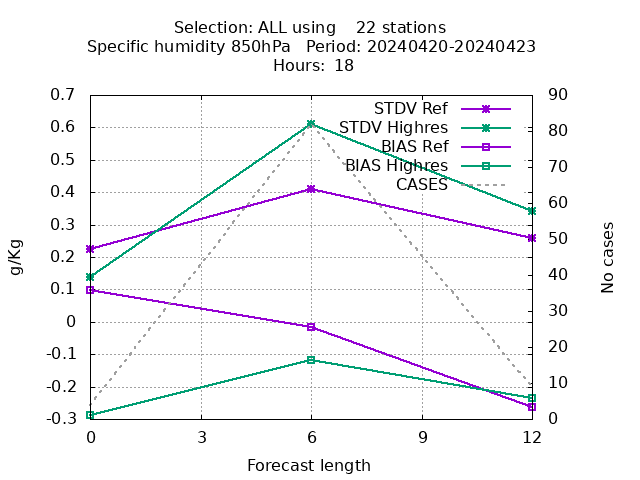 Selection: ALL using    22 stations
Specific humidity 850hPa   Period: 20240420-20240423
Hours: 18
STDV Ref
STDV Highres
BIAS Ref
BIAS Highres
CASES
0.7
0.6
0.5
0.4
0.3
0.2
0.1
0
-0.1
-0.2
-0.3
g/Kg
90
80
70
60
50
40
30
20
10
0
No cases
0 3 6 9 12
Forecast length